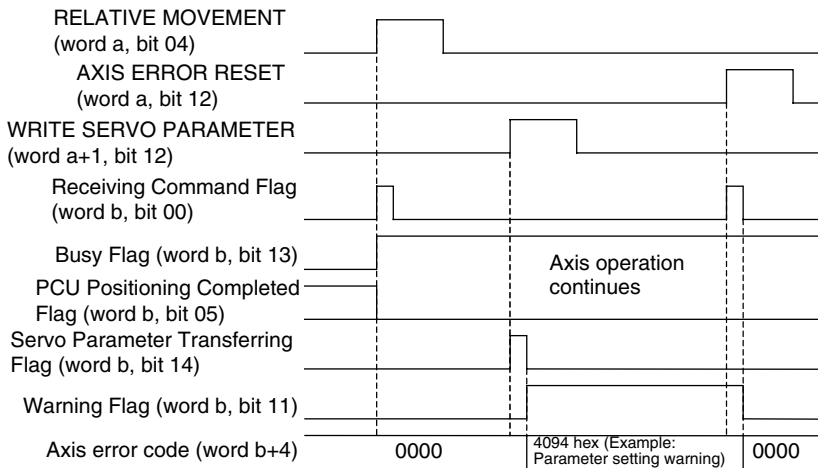 RELATIVE MOVEMENT
(word a, bit 04)
AXIS ERROR RESET
(word a, bit 12)
WRITE SERVO PARAMETER
(word a+1, bit 12)
Receiving Command Flag
(word b, bit 00)
Busy Flag (word b, bit 13)
Axis operation
continues
PCU Positioning Completed
Flag (word b, bit 05)
Servo Parameter Transferring
Flag (word b, bit 14)
Warning Flag (word b, bit 11)
Axis error code (word b+4)
0000
4094 hex (Example:
Parameter setting warning)
0000